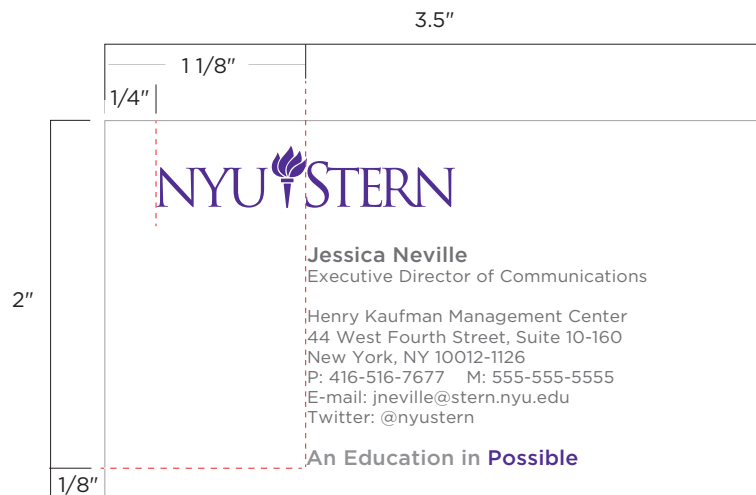 3.5"
1 1/8"
1/4"
NYU STERN
Jessica Neville
Executive Director of Communications
Henry Kaufman Management Center
2"
44 West Fourth Street, Suite 10-160
New York, NY 10012-1126
P: 416-516-7677 M: 555-555-5555
E-mail: jneville@stern.nyu.edu
Twitter: @nyustern
An Education in Possible
1/8"